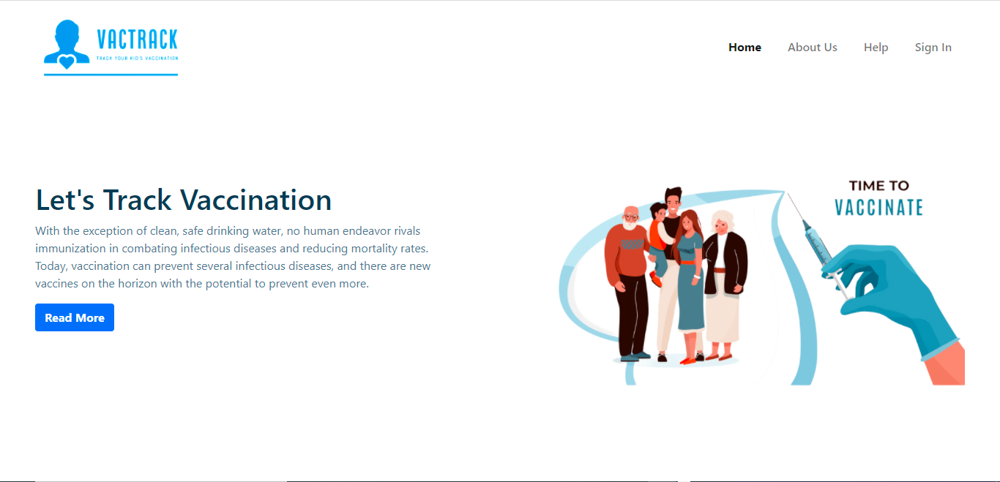 VACTRACK
TRACK YOUR KID'S VACCINATION
Home About Us Help Sign In
Let's Track Vaccination
With the exception of clean, safe drinking water, no human endeavor rivals
immunization in combating infectious diseases and reducing mortality rates.
Today, vaccination can prevent several infectious diseases, and there are new
vaccines on the horizon with the potential to prevent even more.
Read More
TIME TO
VACCINATE